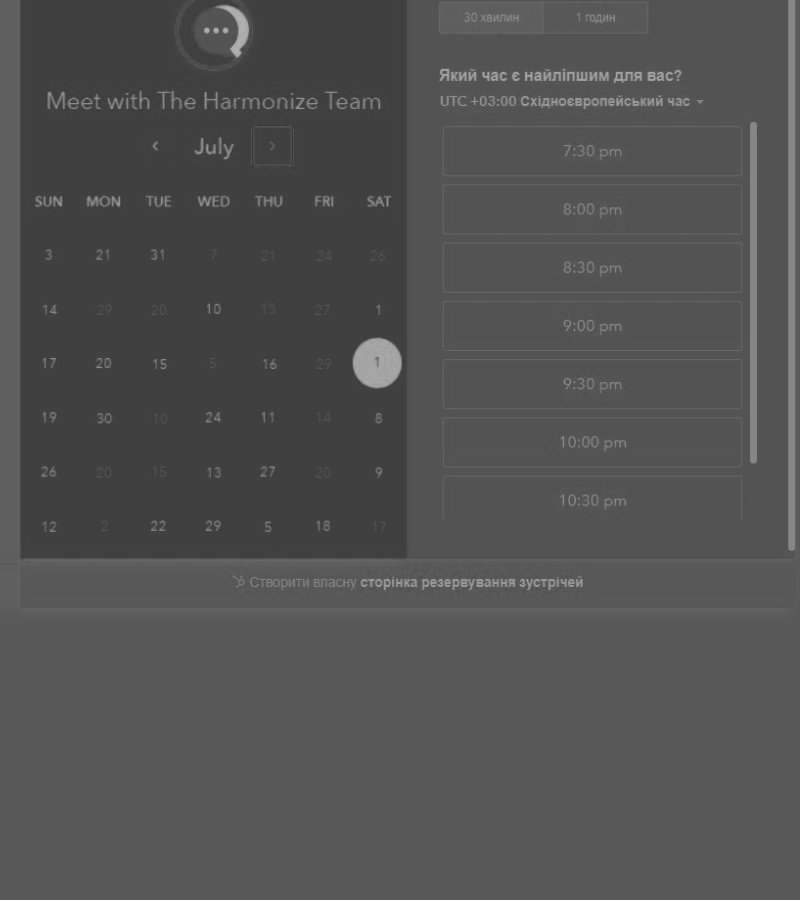 30 хвилин 1 годин
Meet with The Harmonize Team
July
SUN MON TUE WED THU FRI SAT
3 21 31 7 21 24 26
14 29 20 10 13 27 1
17 20 15 5 16 29 1
19 30 10 24 11 14 8
26 20 15 13 27 20 9
12 2 22 29 5 18 17
Який час є найліпшим для вас?
UTC +03:00 Східноєвропейський час
7:30 pm
8:00 pm
8:30 pm
9:00 pm
9:30 pm
10:00 pm
10:30 pm
Створити власну сторінка резервування зустрічей